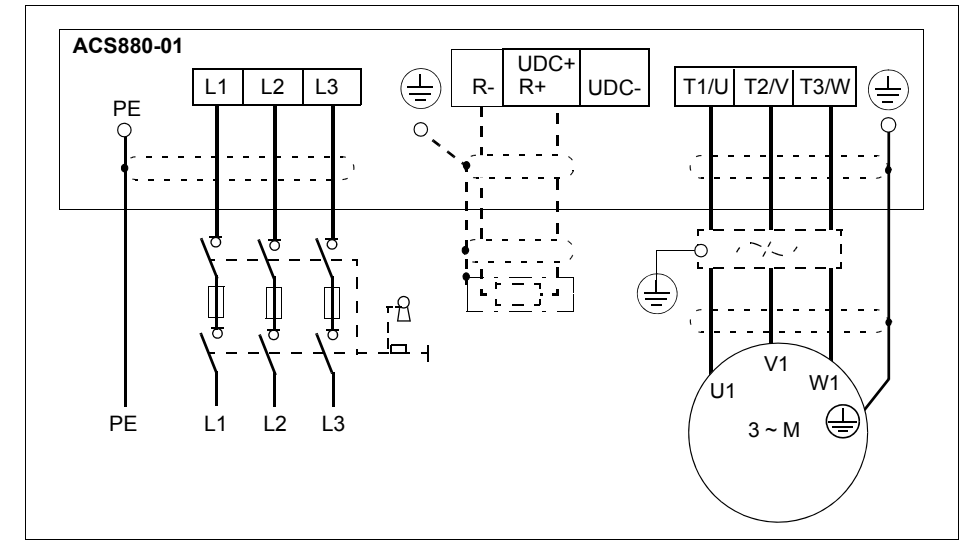 ACS880-01
PE
L1 L2 L3
R-
UDC+
R+
UDC-
T1/U T2/V T3/W
PE
L1 L2 L3
U1
V1
W1
3 ~ M